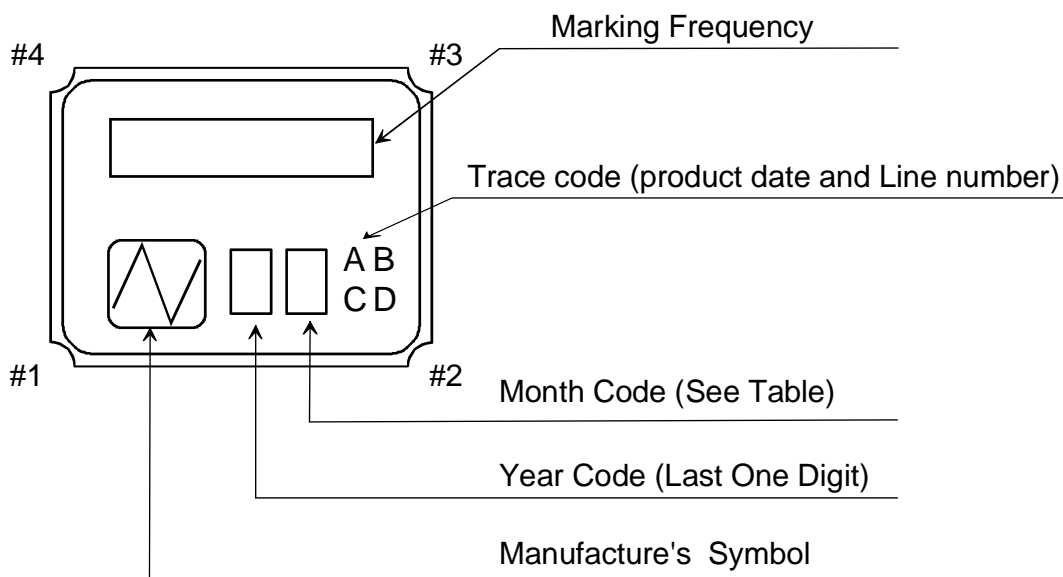 Marking Frequency
#4
#3
Trace code (product date and Line number)
A B
C D
#1
#2
Month Code (See Table)
Year Code (Last One Digit)
Manufacture's Symbol